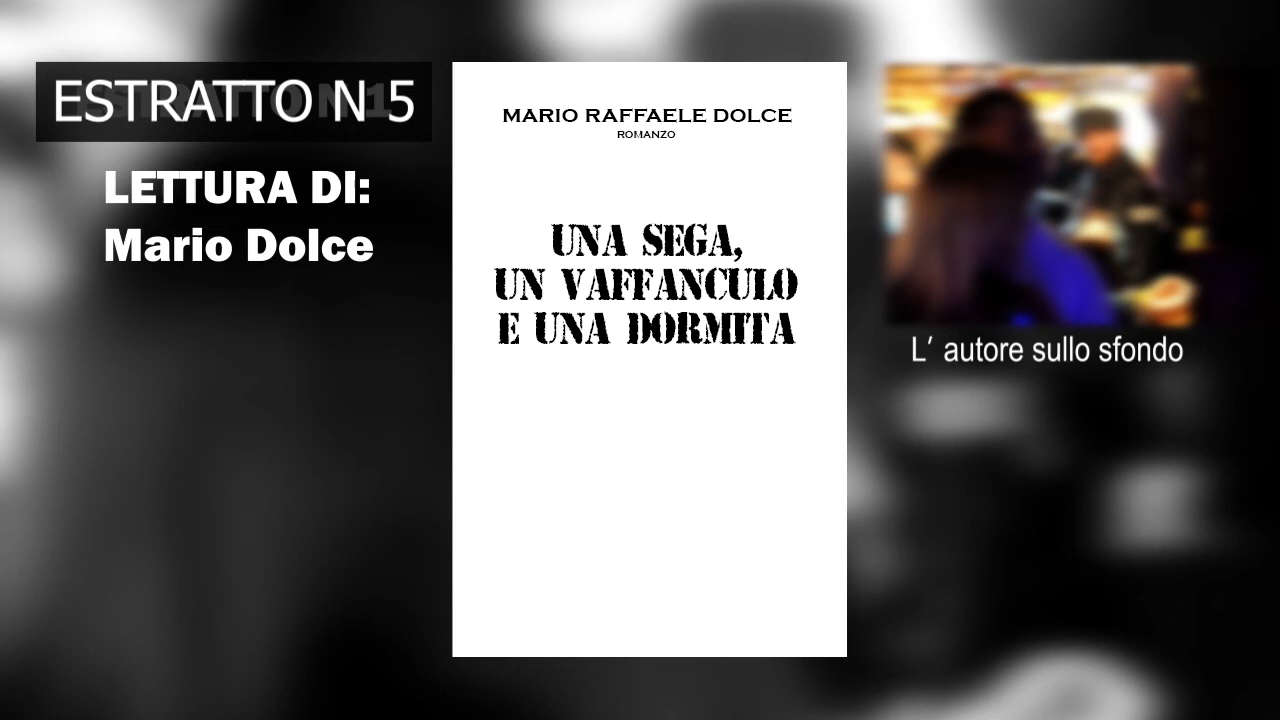 ESTRATTO N 5
LETTURA DI:
Mario Dolce
MARIO RAFFAELE DOLCE
ROMANZO
UNA SEGA,
UN VAFFANCULO
E UNA DORMITA
L’ autore sullo sfondo